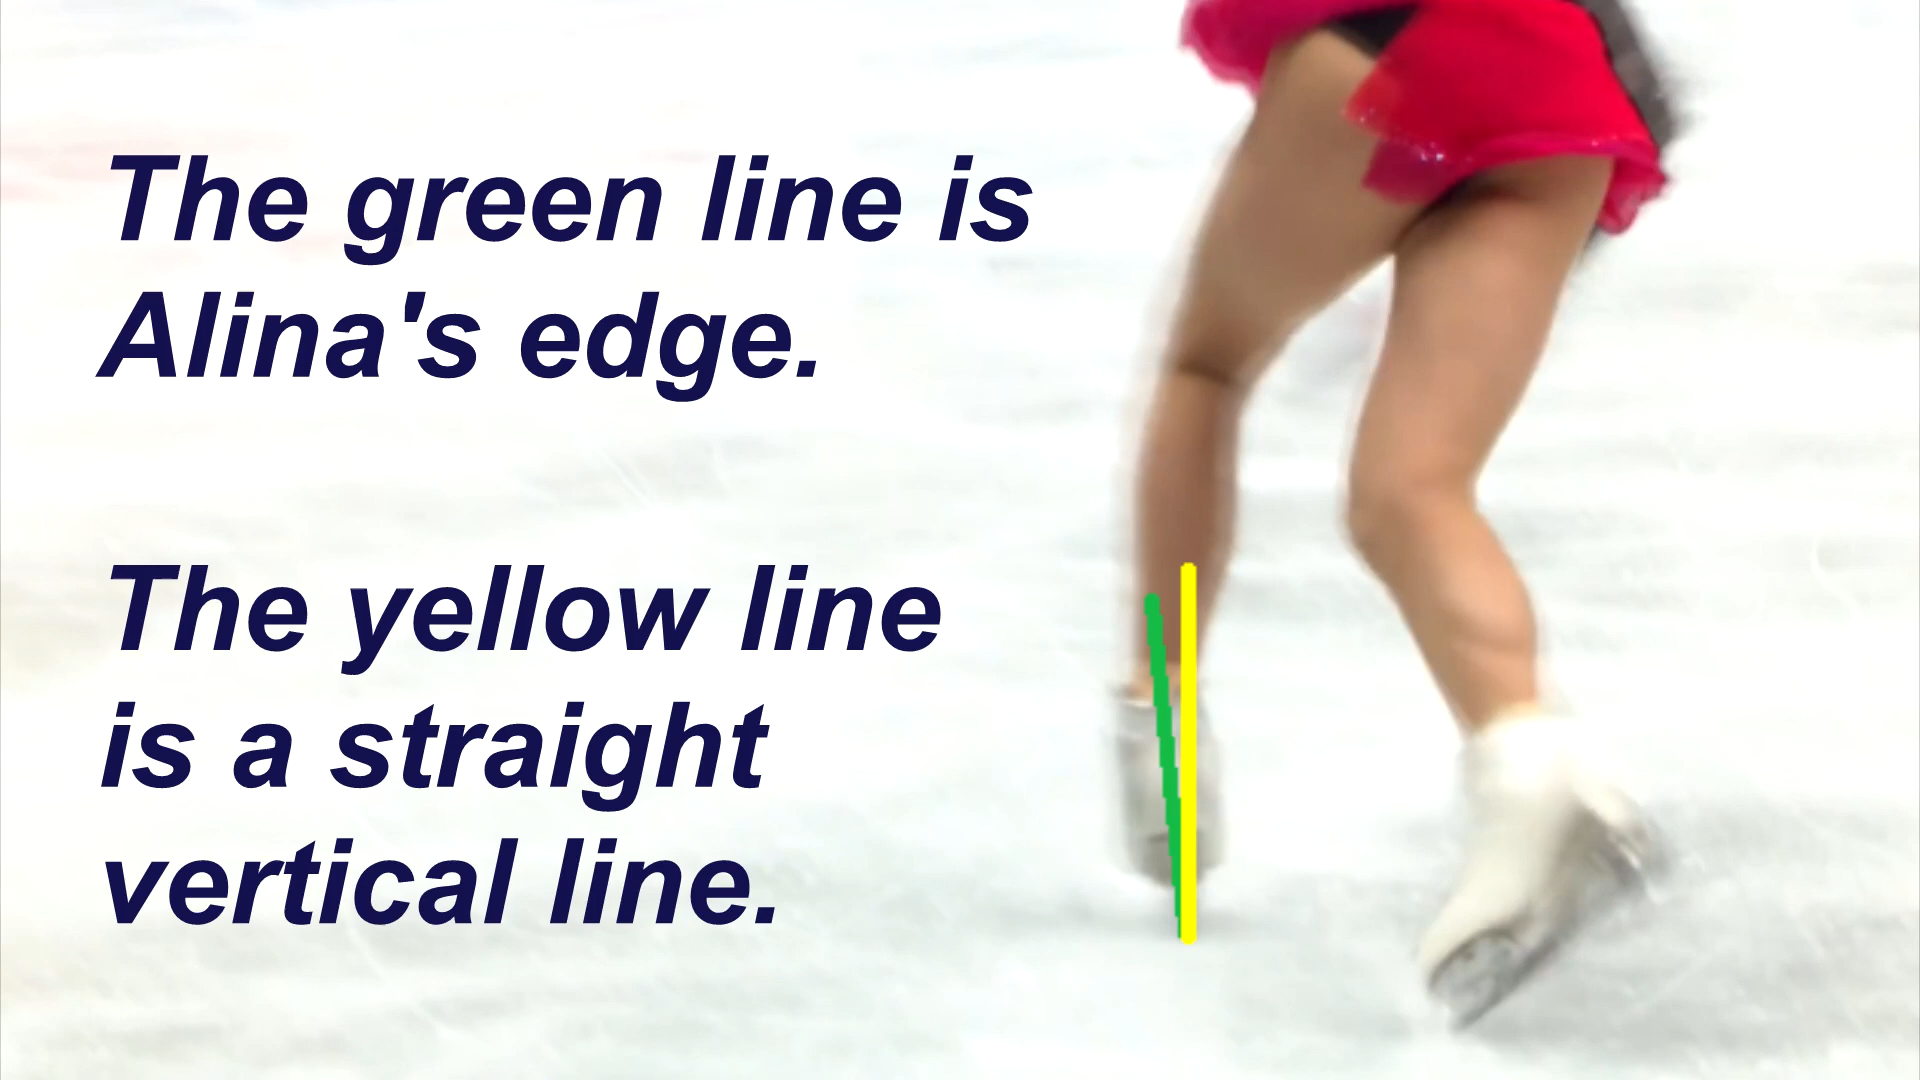 The green line is
Alina's edge.
The yellow line
is a straight
vertical line.